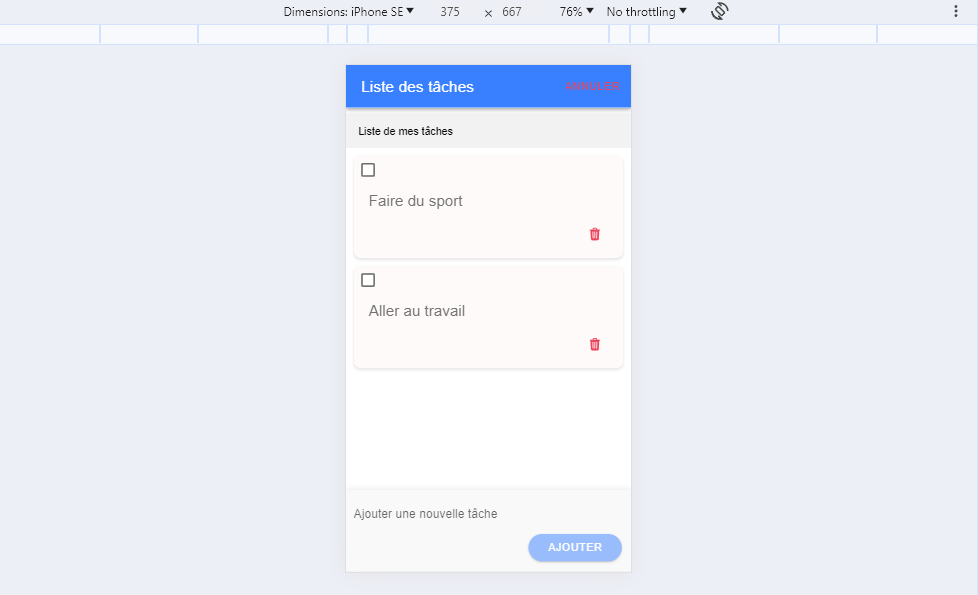 Dimensions: iPhone SE 375 × 667 76% No throttling
Liste des tâches ANNULER
Liste de mes tâches
Faire du sport
Aller au travail
Ajouter une nouvelle tâche
AJOUTER